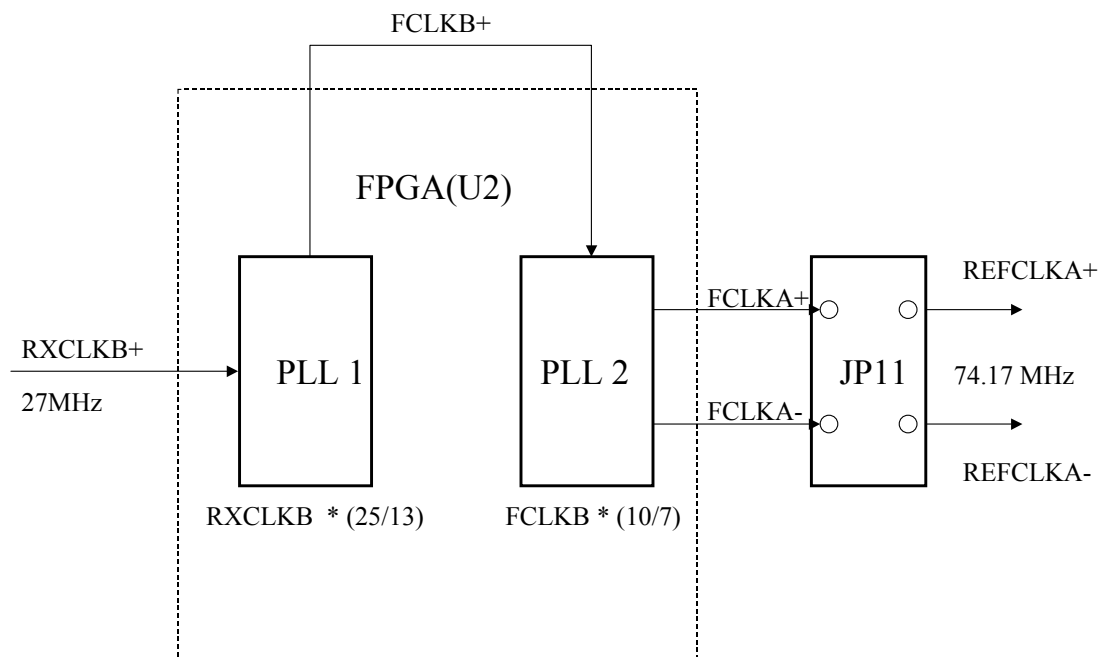 FCLKB+
FPGA(U2)
REFCLKA+
FCLKA+
RXCLKB+
27MHz
PLL 1
PLL 2
JP11
74.17 MHz
FCLKA-
REFCLKA-
RXCLKB * (25/13)
FCLKB * (10/7)